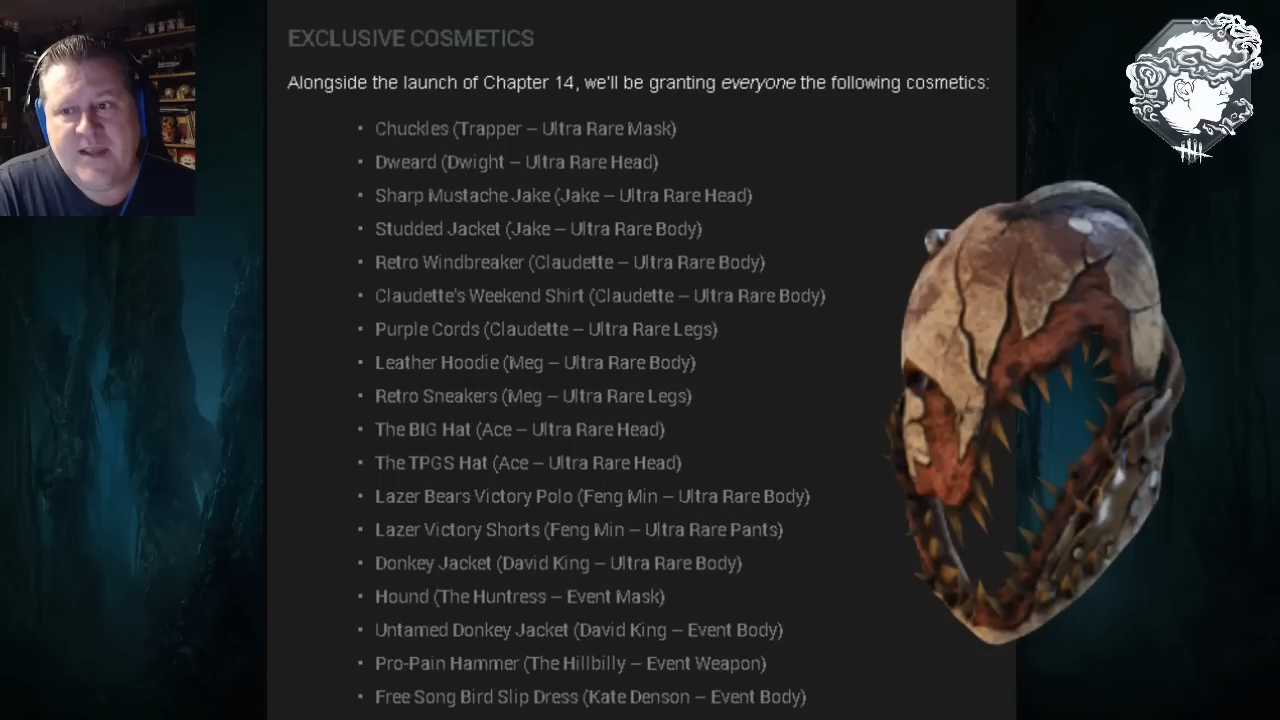 EXCLUSIVE COSMETICS
Alongside the launch of Chapter 14, we'll be granting everyone the following cosmetics:
• Chuckles (Trapper – Ultra Rare Mask)
• Dweard (Dwight – Ultra Rare Head)
• Sharp Mustache Jake (Jake – Ultra Rare Head)
• Studded Jacket (Jake – Ultra Rare Body)
• Retro Windbreaker (Claudette – Ultra Rare Body)
• Claudette's Weekend Shirt (Claudette – Ultra Rare Body)
• Purple Cords (Claudette – Ultra Rare Legs)
• Leather Hoodie (Meg – Ultra Rare Body)
• Retro Sneakers (Meg – Ultra Rare Legs)
• The BIG Hat (Ace – Ultra Rare Head)
• The TPGS Hat (Ace – Ultra Rare Head)
• Lazer Bears Victory Polo (Feng Min – Ultra Rare Body)
• Lazer Victory Shorts (Feng Min – Ultra Rare Pants)
• Donkey Jacket (David King – Ultra Rare Body)
• Hound (The Huntress – Event Mask)
• Untamed Donkey Jacket (David King – Event Body)
• Pro-Pain Hammer (The Hillbilly – Event Weapon)
• Free Song Bird Slip Dress (Kate Denson – Event Body)